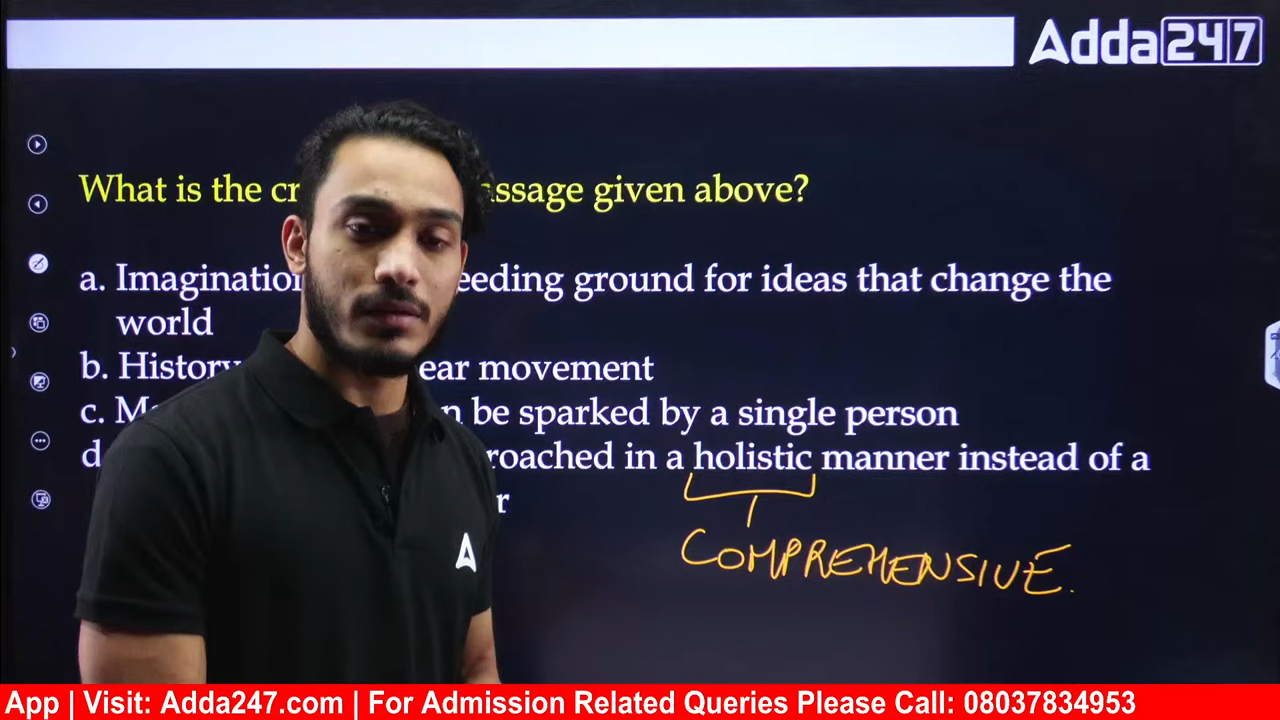 Adda247
What is the assage given above?
a. Imagination eeding ground for ideas that change the
world
b. History ear movement
c. M n be sparked by a single person
d roached in a holistic manner instead of a
r
COMPREHENSIVE.
App | Visit: Adda247.com | For Admission Related Queries Please Call: 08037834953